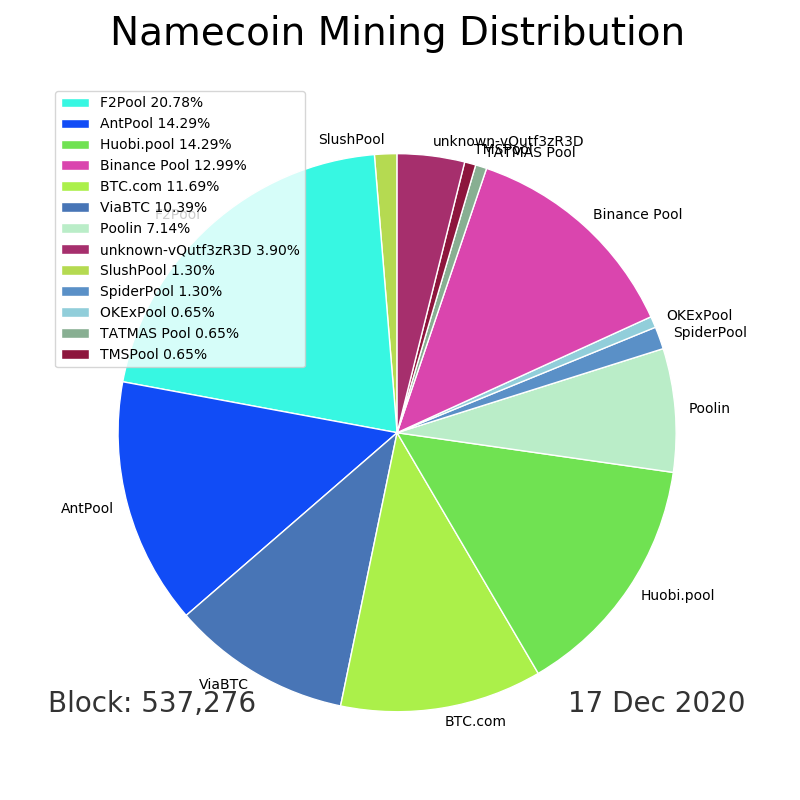 Namecoin Mining Distribution
F2Pool 20.78%
AntPool 14.29%
Huobi.pool 14.29%
Binance Pool 12.99%
BTC.com 11.69%
ViaBTC 10.39%
Poolin 7.14%
unknown-vQutf3zR3D 3.90%
SlushPool 1.30%
SpiderPool 1.30%
OKExPool 0.65%
TATMAS Pool 0.65%
TMSPool 0.65%
SlushPool
unknown-vQutf3zR3D
TMSPool
TATMAS Pool
F2Pool
Binance Pool
OKExPool
SpiderPool
Poolin
AntPool
Huobi.pool
ViaBTC
BTC.com
Block: 537,276
17 Dec 2020